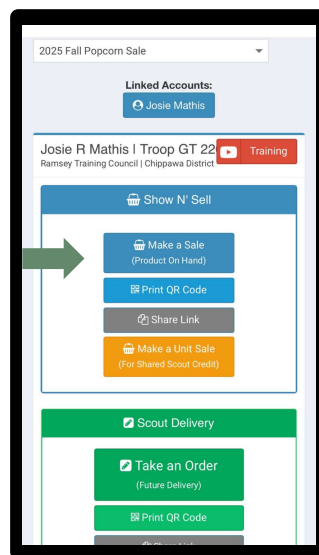 2025 Fall Popcorn Sale
Linked Accounts:
Josie Mathis
Josie R Mathis | Troop GT 22
Training
Ramsey Training Council | Chippawa District
Show N' Sell
Make a Sale
(Product On Hand)
Print QR Code
Share Link
Make a Unit Sale
(For Shared Scout Credit)
Scout Delivery
Take an Order
(Future Delivery)
Print QR Code
Share Link